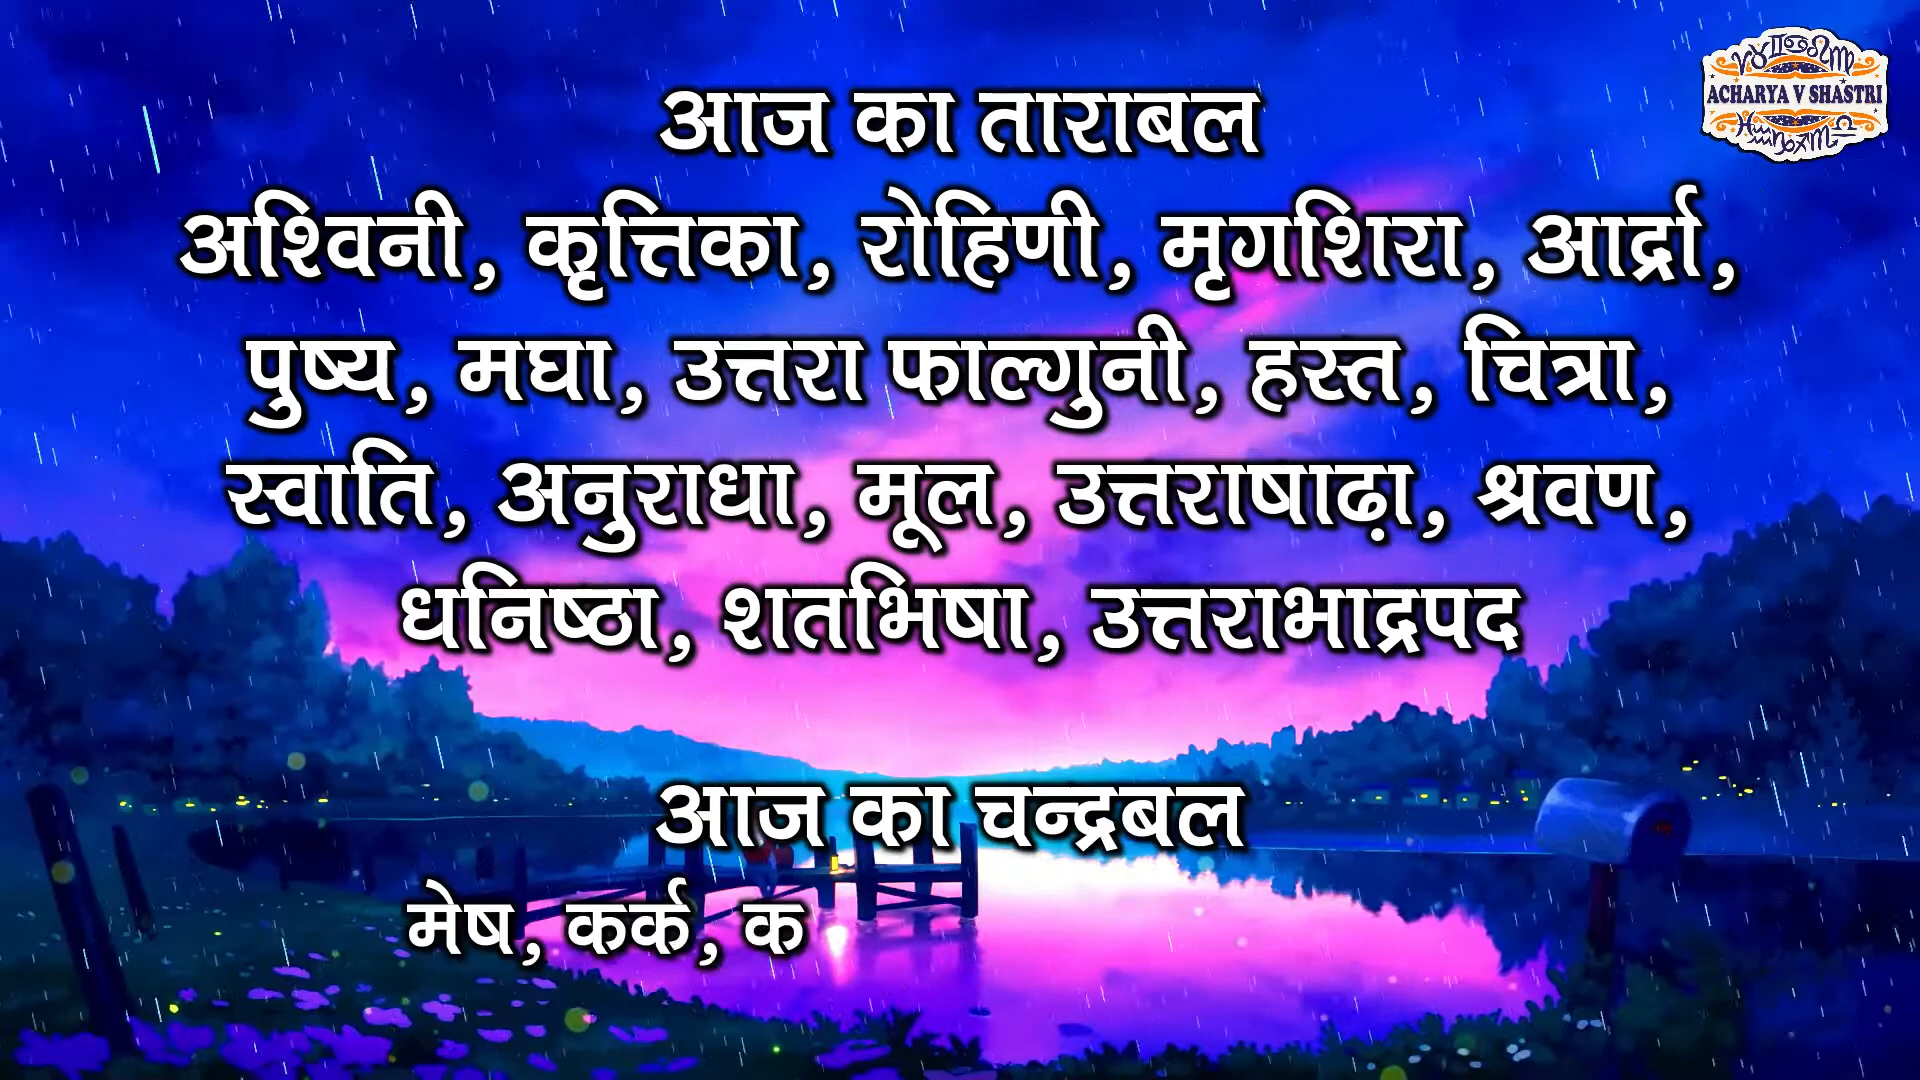 ACHARYA V SHASTRI
आज का ताराबल
अश्विनी, कृत्तिका, रोहिणी, मृगशिरा, आर्द्रा,
पुष्य, मघा, उत्तरा फाल्गुनी, हस्त, चित्रा,
स्वाति, अनुराधा, मूल, उत्तराषाढ़ा, श्रवण,
धनिष्ठा, शतभिषा, उत्तराभाद्रपद
आज का चन्द्रबल
मेष, कर्क, क